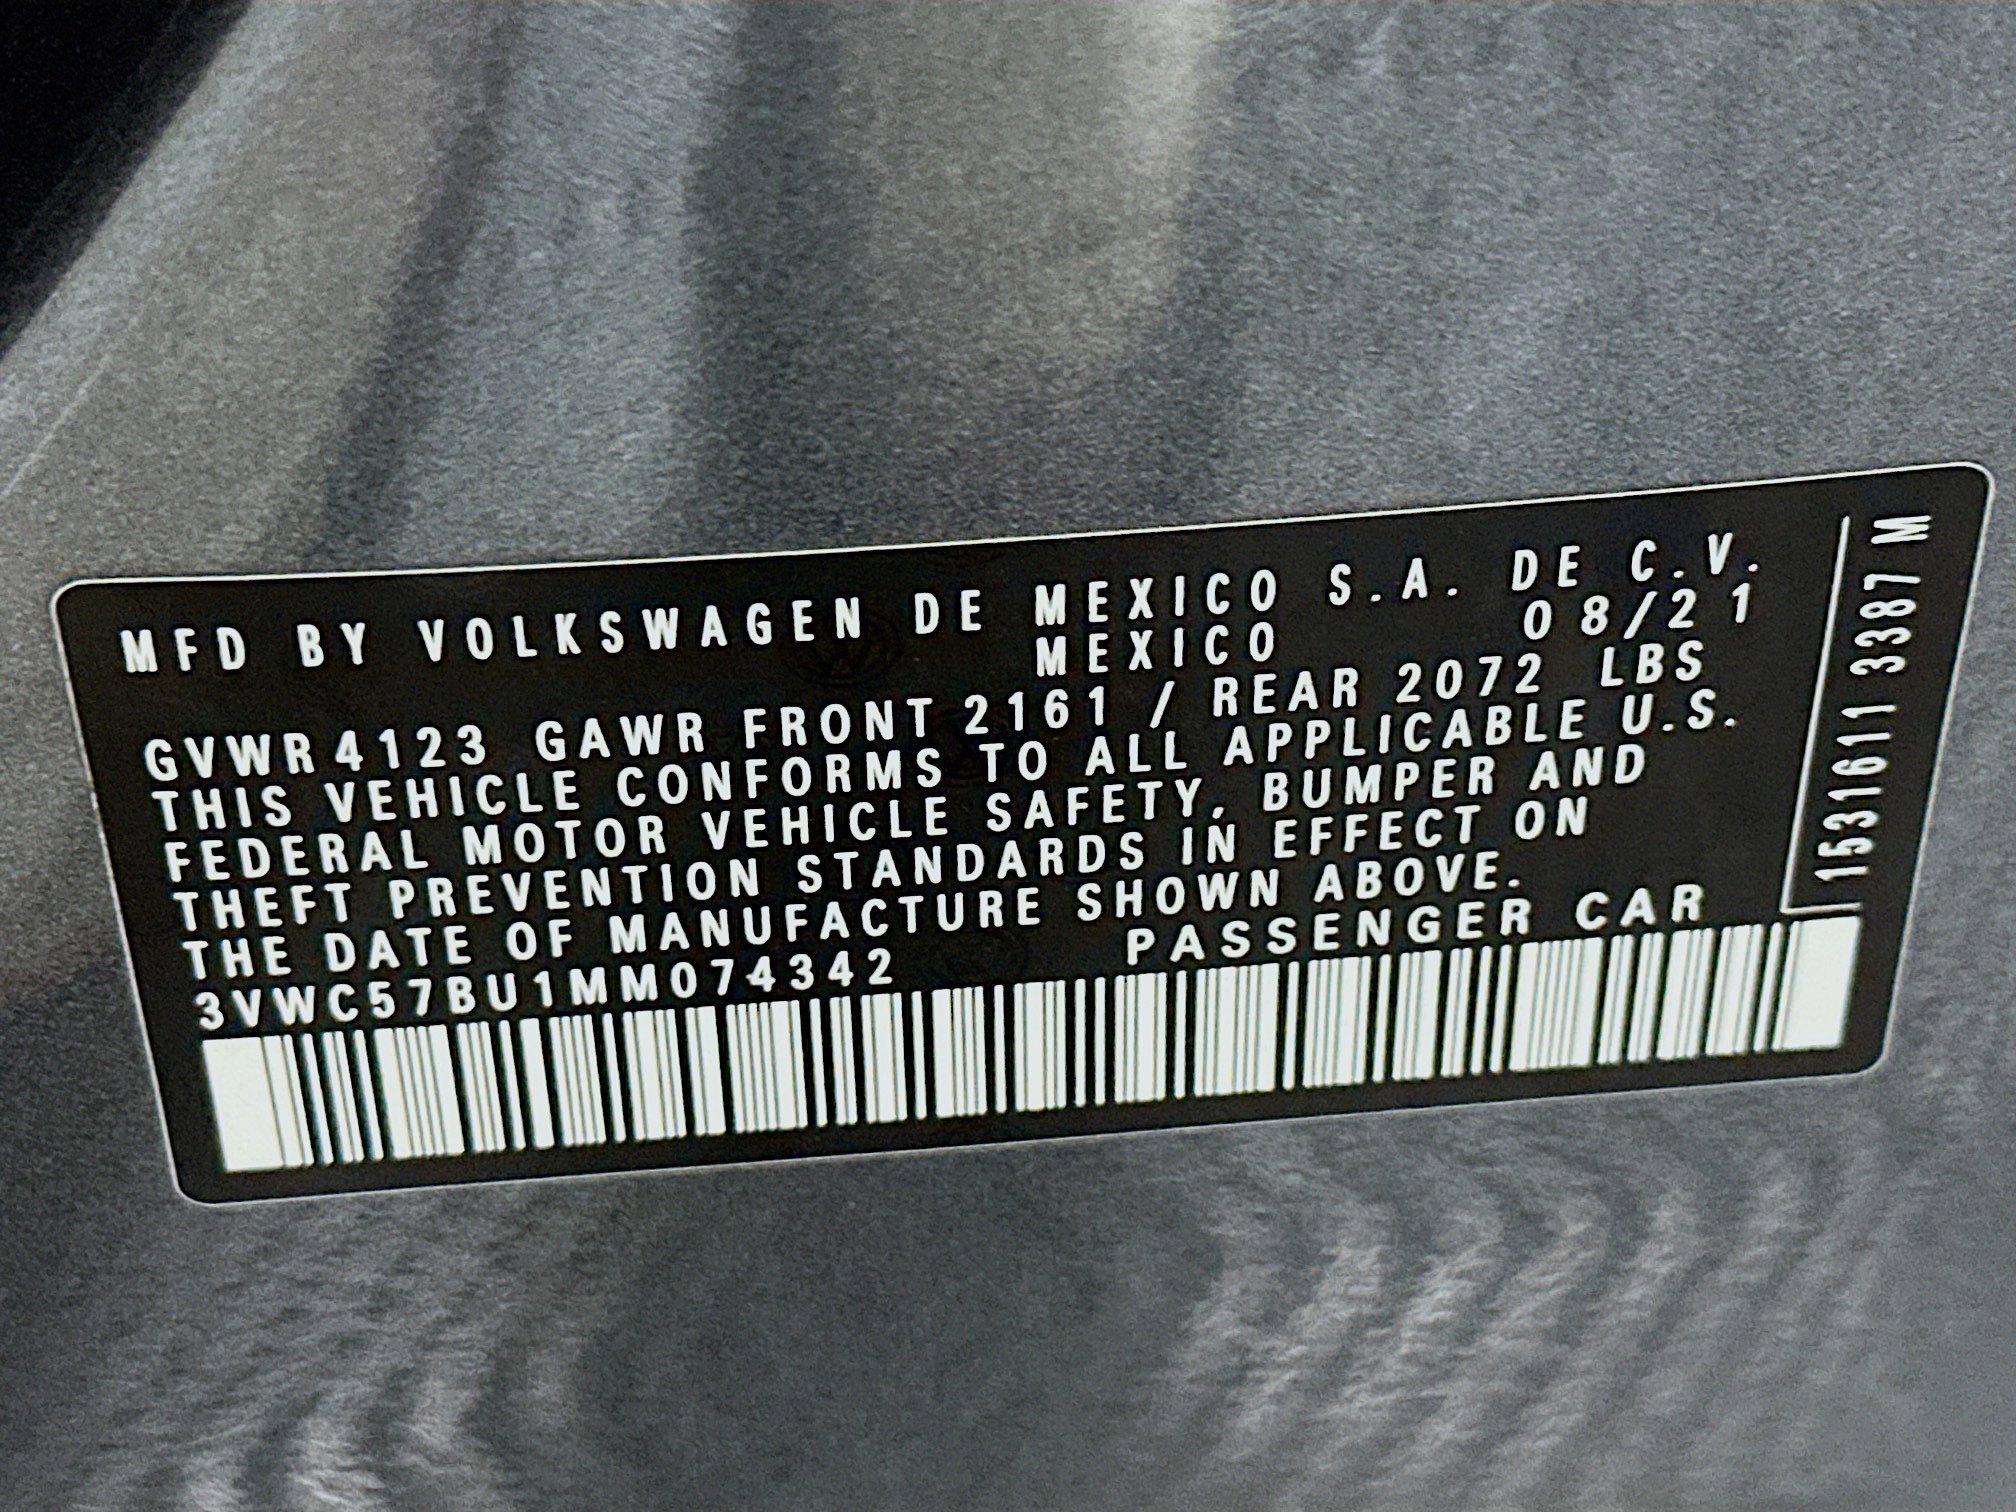 MFD BY VOLKSWAGEN DE MEXICO S.A. DE C.V.
MEXICO 08/21
GVWR 4123 GAWR FRONT 2161 / REAR 2072 LBS
THIS VEHICLE CONFORMS TO ALL APPLICABLE U.S.
FEDERAL MOTOR VEHICLE SAFETY, BUMPER AND
THEFT PREVENTION STANDARDS IN EFFECT ON
THE DATE OF MANUFACTURE SHOWN ABOVE.
3VWC57BU1MM074342 PASSENGER CAR
1531611 3387 M